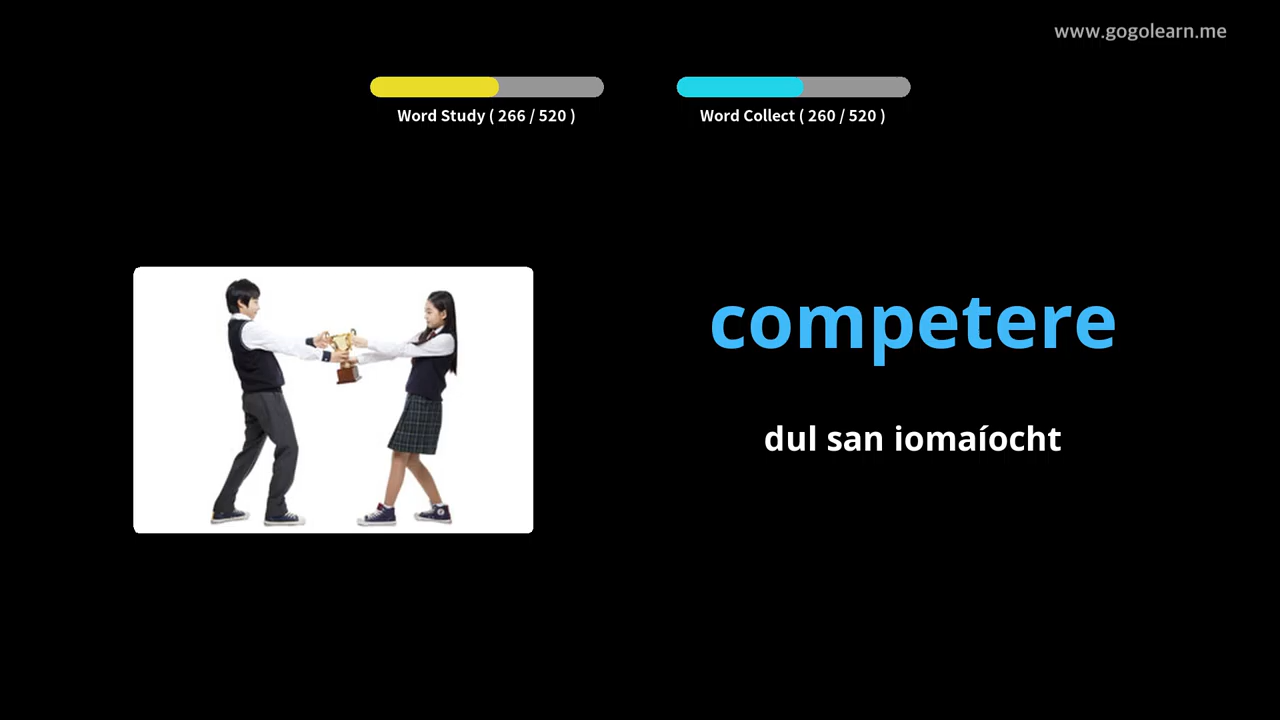 www.gogolearn.me
Word Study ( 266 / 520 )
Word Collect ( 260 / 520 )
competere
dul san iomaíocht